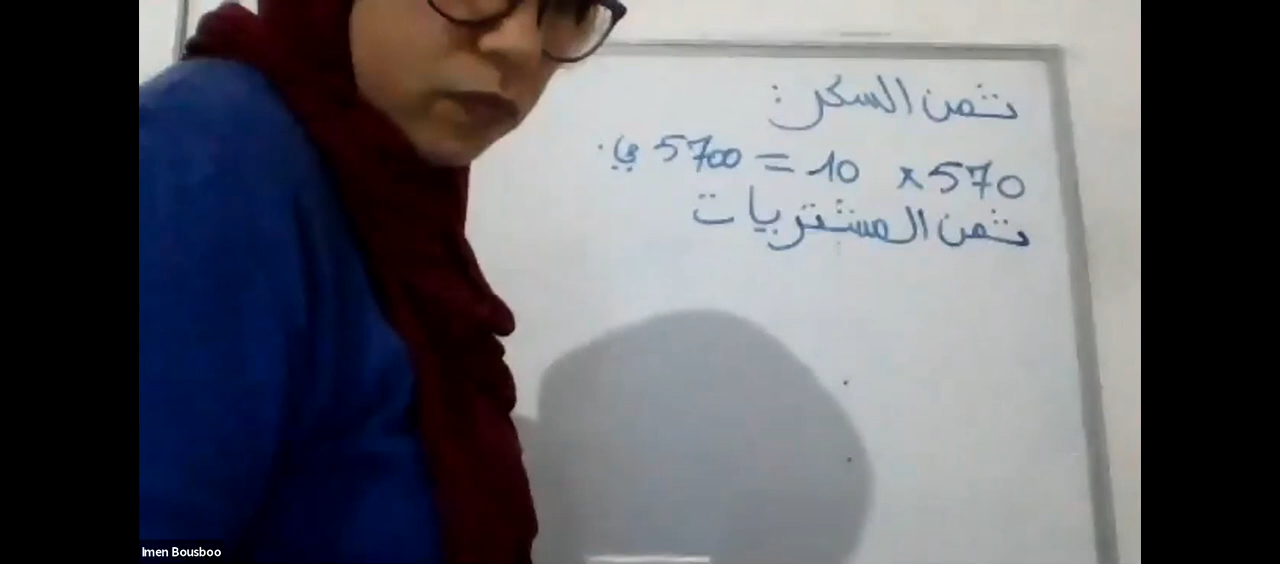 ثمن السكر :
570 × 10 = 5700 ي.
ثمن المشتريات
Imen Bousboo